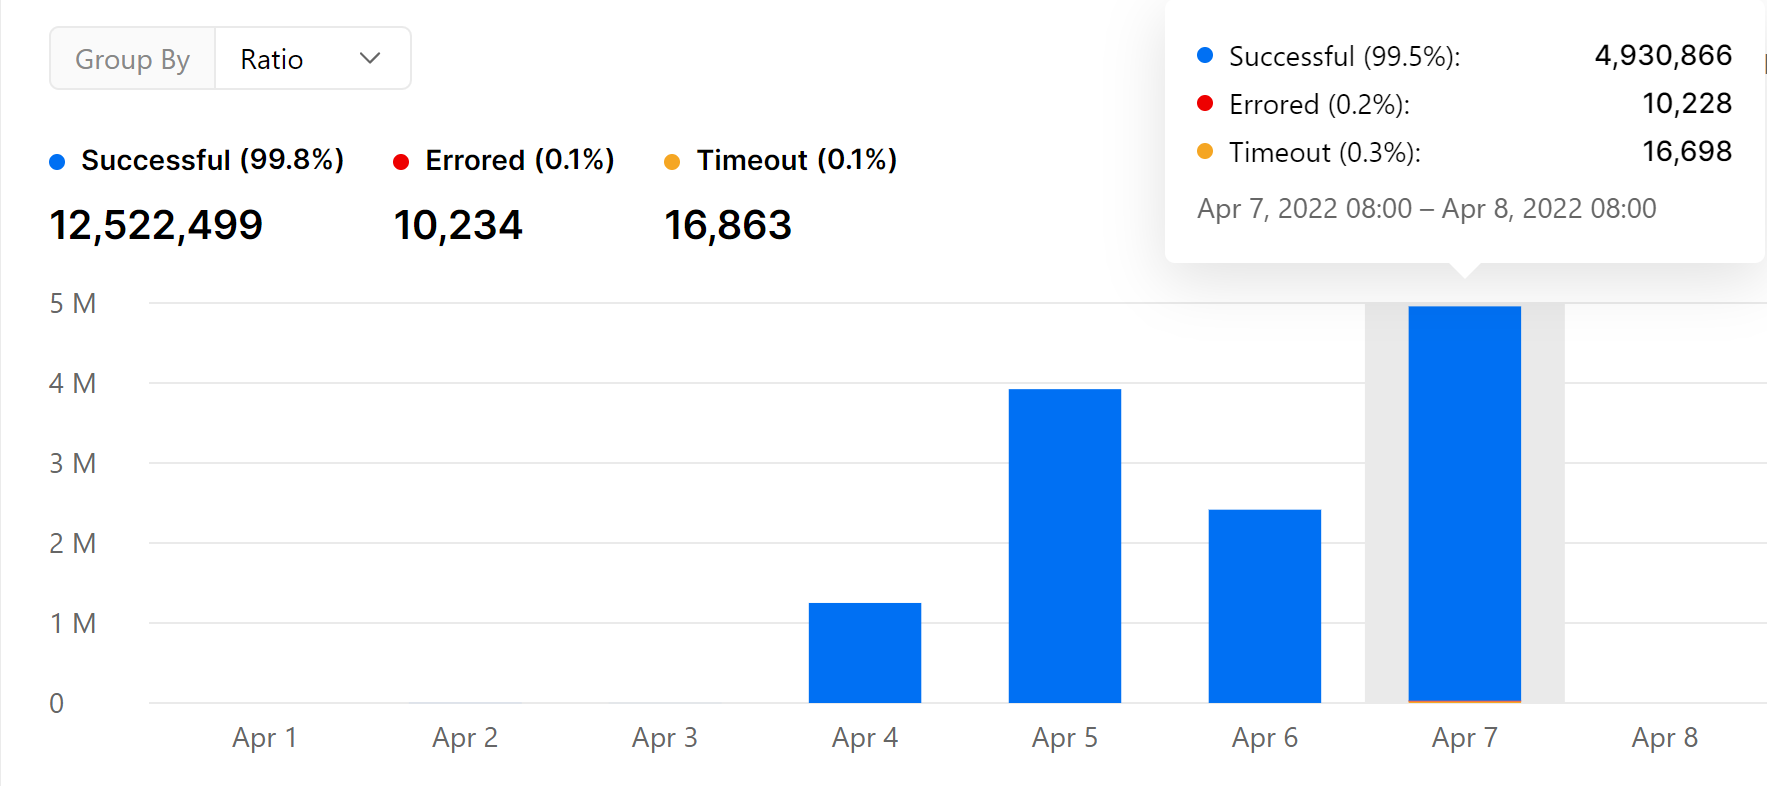 Group By Ratio
Successful (99.5%): 4,930,866
Errored (0.2%): 10,228
Timeout (0.3%): 16,698
Apr 7, 2022 08:00 – Apr 8, 2022 08:00
Successful (99.8%) Errored (0.1%) Timeout (0.1%)
12,522,499 10,234 16,863
5 M
4 M
3 M
2 M
1 M
0
Apr 1 Apr 2 Apr 3 Apr 4 Apr 5 Apr 6 Apr 7 Apr 8